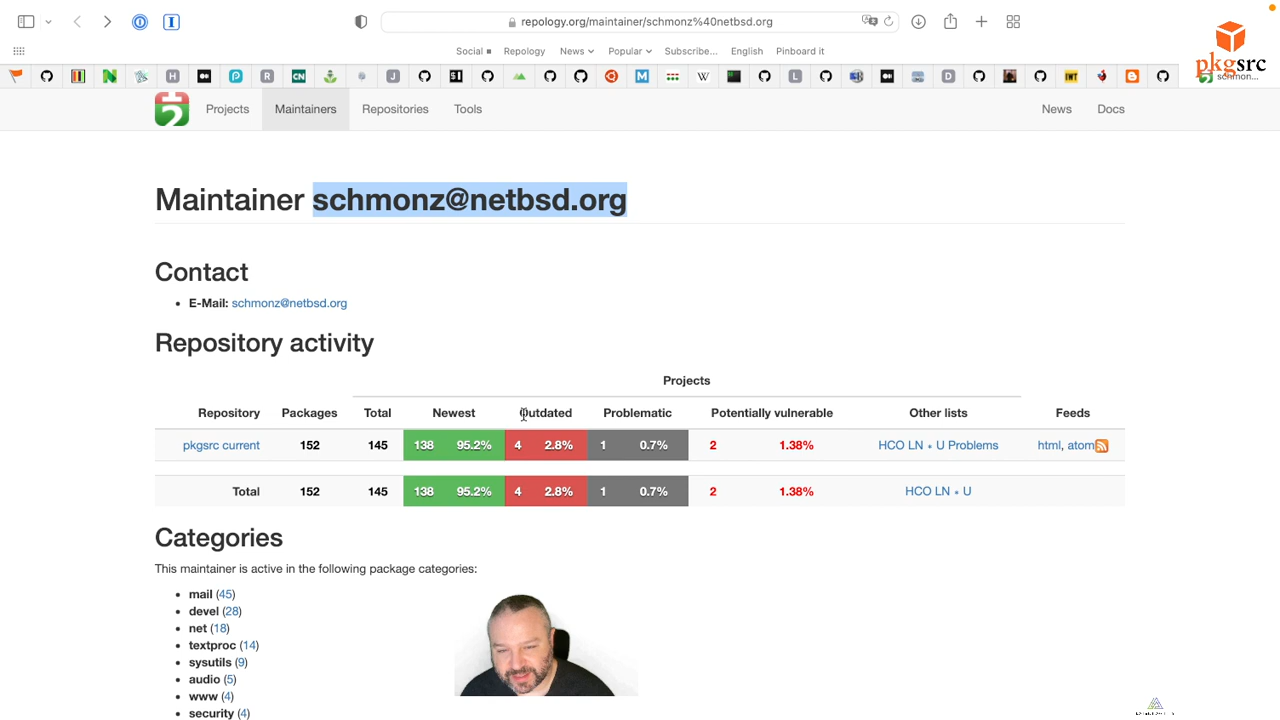 repology.org/maintainer/schmonz%40netbsd.org
Social Repology News Popular Subscribe... English Pinboard it
pkgsrc
schmon...
Projects Maintainers Repositories Tools News Docs
Maintainer schmonz@netbsd.org
Contact
• E-Mail: schmonz@netbsd.org
Repository activity
Projects
Repository Packages Total Newest Outdated Problematic Potentially vulnerable Other lists Feeds
pkgsrc current 152 145 138 95.2% 4 2.8% 1 0.7% 2 1.38% HCO LN • U Problems html, atom
Total 152 145 138 95.2% 4 2.8% 1 0.7% 2 1.38% HCO LN • U
Categories
This maintainer is active in the following package categories:
• mail (45)
• devel (28)
• net (18)
• textproc (14)
• sysutils (9)
• audio (5)
• www (4)
• security (4)